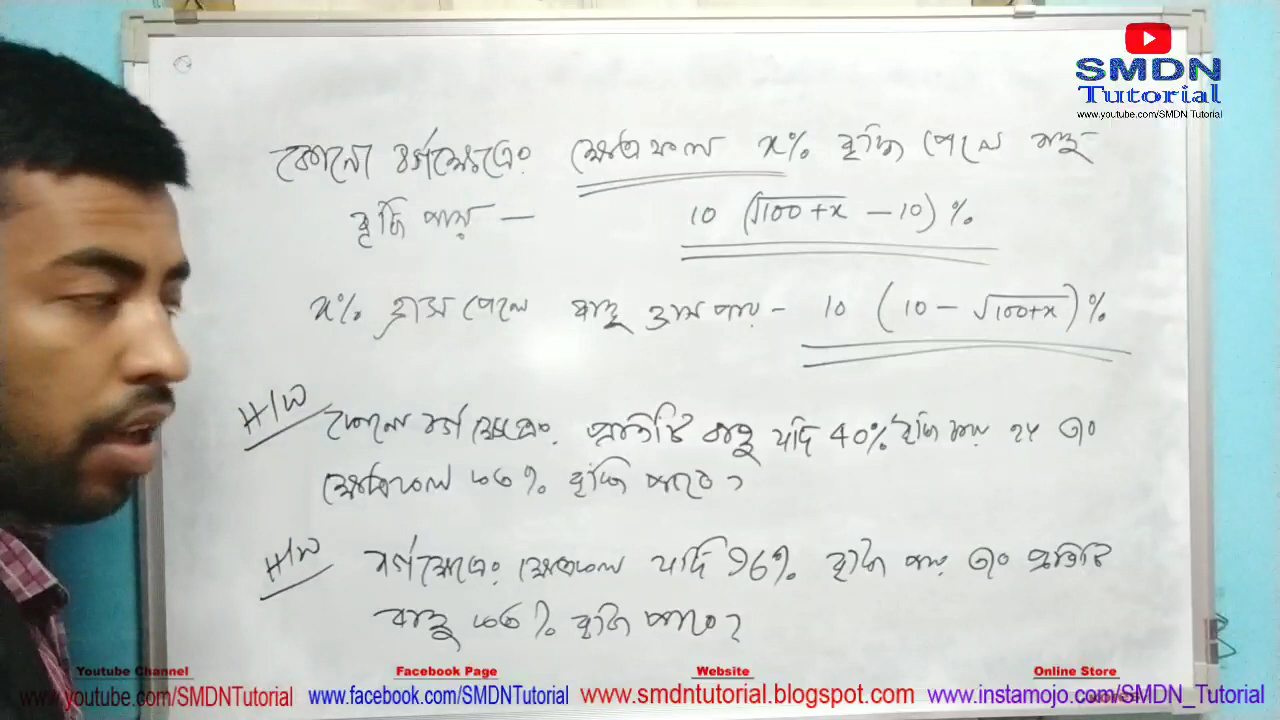 SMDN
Tutorial
www.youtube.com/SMDN Tutorial
কোনো বর্গক্ষেত্রের ক্ষেত্রফল x% বৃদ্ধি পেলে বাহু
বৃদ্ধি পায় — 10 (√100+x − 10) %
x% হ্রাস পেলে বাহু হ্রাস পায় - 10 (10 − √100+x) %
H/W কোনো বর্গক্ষেত্রের প্রতিটি বাহু যদি 40% বৃদ্ধি করা হয়
ক্ষেত্রফল কত % বৃদ্ধি পাবে?
H/W বর্গক্ষেত্রের ক্ষেত্রফল যদি 96% বৃদ্ধি পায় তবে প্রতিটি
বাহু কত % বৃদ্ধি পাবে?
Youtube Channel Facebook Page Website Online Store
www.youtube.com/SMDNTutorial www.facebook.com/SMDNTutorial www.smdntutorial.blogspot.com www.instamojo.com/SMDN_Tutorial